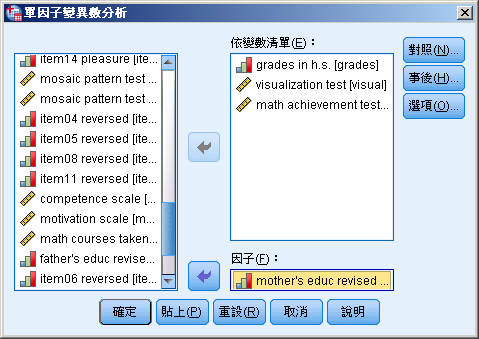 單因子變異數分析
item14 pleasure [ite...
mosaic pattern test ...
mosaic pattern test ...
item04 reversed [ite...
item05 reversed [ite...
item08 reversed [ite...
item11 reversed [ite...
competence scale [...
motivation scale [m...
math courses taken...
father's educ revise...
item06 reversed [ite...
依變數清單(E)：
grades in h.s. [grades]
visualization test [visual]
math achievement test...
因子(F)：
mother's educ revised ...
對照(N)...
事後(H)...
選項(O)...
確定
貼上(P)
重設(R)
取消
說明